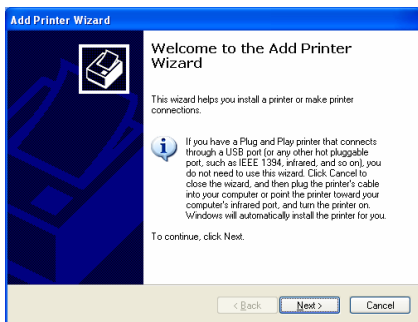 Add Printer Wizard
Welcome to the Add Printer
Wizard
This wizard helps you install a printer or make printer
connections.
If you have a Plug and Play printer that connects
through a USB port (or any other hot pluggable
port, such as IEEE 1394, infrared, and so on), you
do not need to use this wizard. Click Cancel to
close the wizard, and then plug the printer's cable
into your computer or point the printer toward your
computer's infrared port, and turn the printer on.
Windows will automatically install the printer for you.
To continue, click Next.
< Back
Next >
Cancel